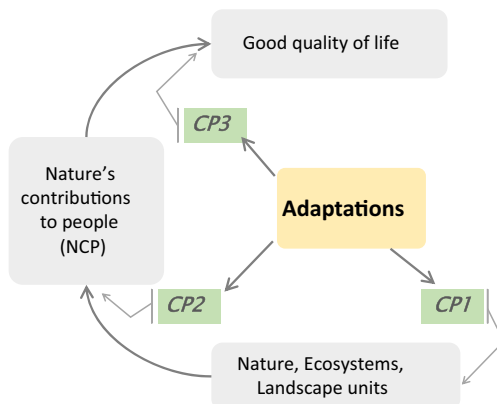 Good quality of life
CP3
Nature's
contributions
to people
(NCP)
Adaptations
CP2
CP1
Nature, Ecosystems,
Landscape units